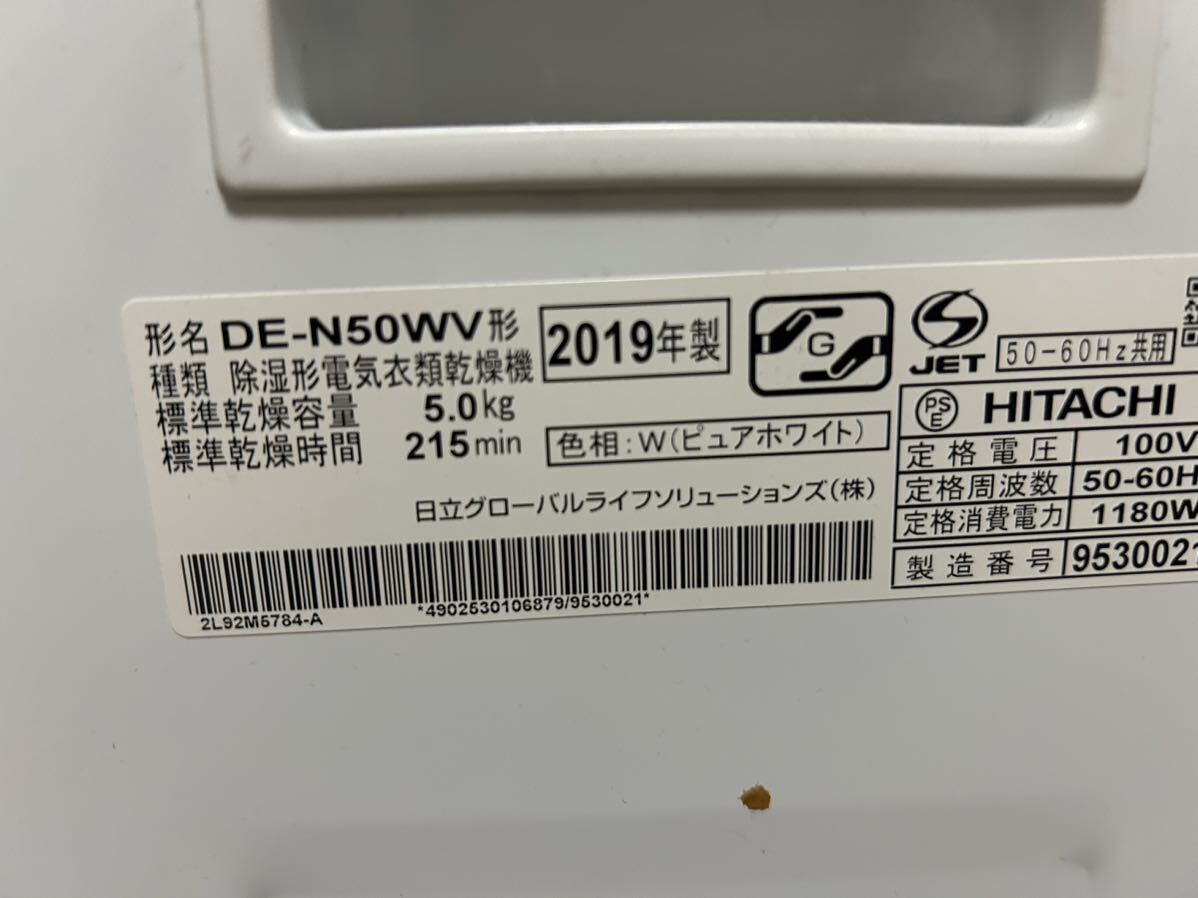 形名 DE-N50WV形
2019年製
種類 除湿形電気衣類乾燥機
標準乾燥容量 5.0kg
標準乾燥時間 215min
色相:W(ピュアホワイト)
日立グローバルライフソリューションズ(株)
*4902530106879/9530021*
2L92M5784-A
G
JET
50-60Hz共用
PS
E
HITACHI
定格電圧 100V
定格周波数 50-60H
定格消費電力 1180W
製造番号 9530021